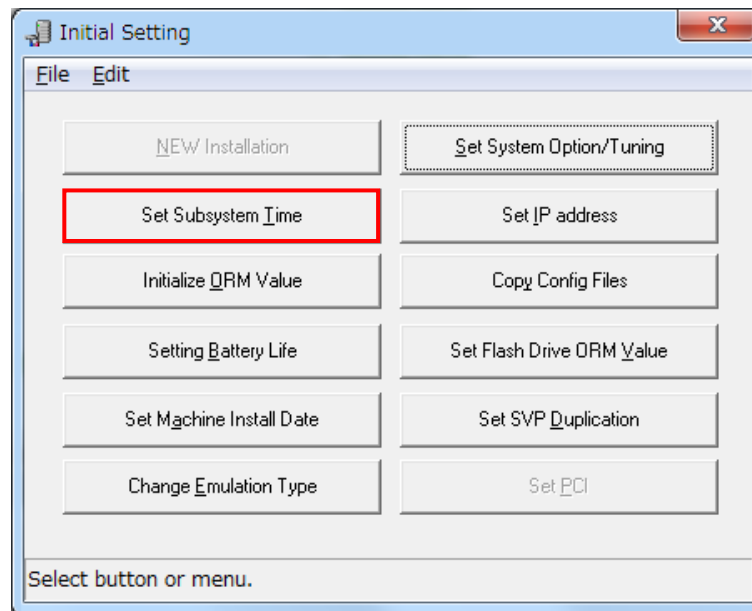 Initial Setting
File Edit
NEW Installation
Set System Option/Tuning
Set Subsystem Time
Set IP address
Initialize ORM Value
Copy Config Files
Setting Battery Life
Set Flash Drive ORM Value
Set Machine Install Date
Set SVP Duplication
Change Emulation Type
Set PCI
Select button or menu.